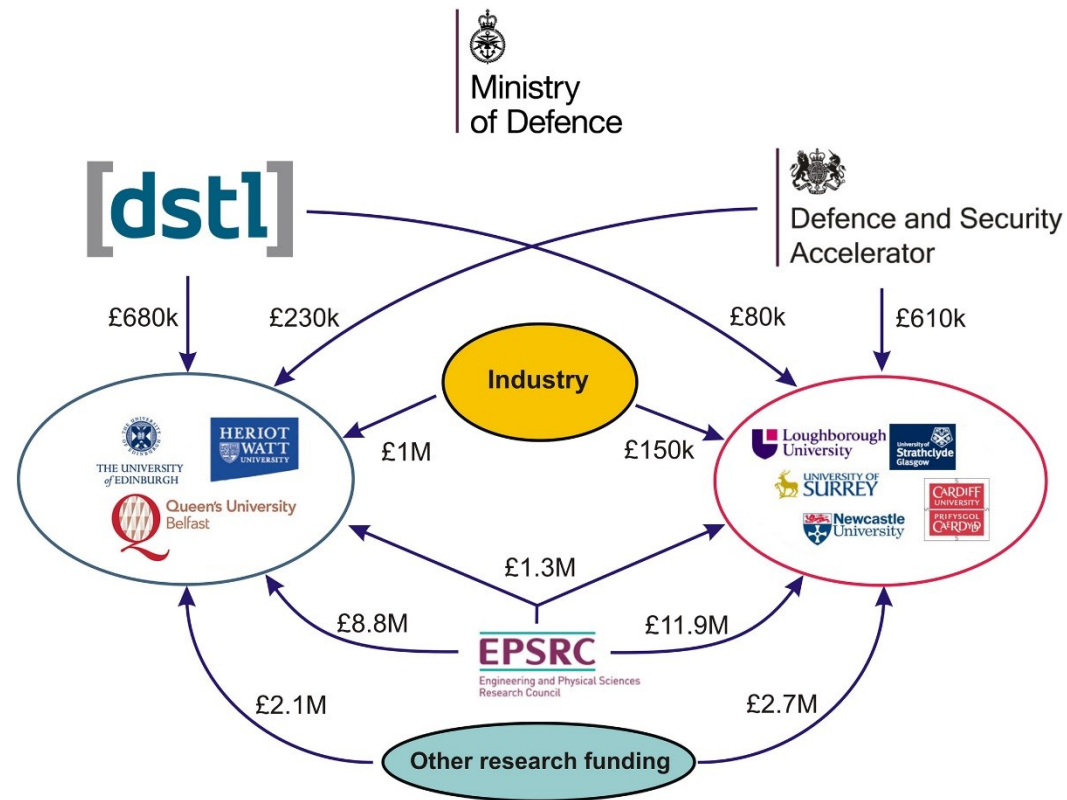 Ministry
of Defence
[dstl]
Defence and Security
Accelerator
£680k
£230k
£80k
£610k
Industry
£1M
£150k
THE UNIVERSITY
of EDINBURGH
HERIOT
WATT
UNIVERSITY
Queen's University
Belfast
Loughborough
University
University of
Strathclyde
Glasgow
UNIVERSITY OF
SURREY
CARDIFF
UNIVERSITY
PRIFYSGOL
CAERDYDD
Newcastle
University
£1.3M
£8.8M
£11.9M
EPSRC
Engineering and Physical Sciences
Research Council
£2.1M
£2.7M
Other research funding